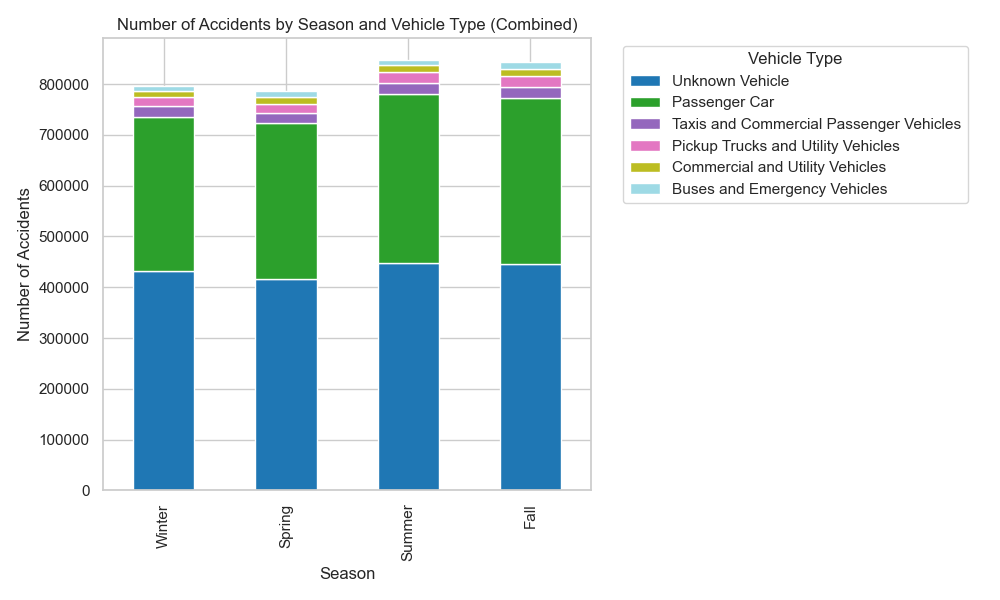 Number of Accidents by Season and Vehicle Type (Combined)
Number of Accidents
800000
700000
600000
500000
400000
300000
200000
100000
0
Winter
Spring
Summer
Fall
Season
Vehicle Type
Unknown Vehicle
Passenger Car
Taxis and Commercial Passenger Vehicles
Pickup Trucks and Utility Vehicles
Commercial and Utility Vehicles
Buses and Emergency Vehicles